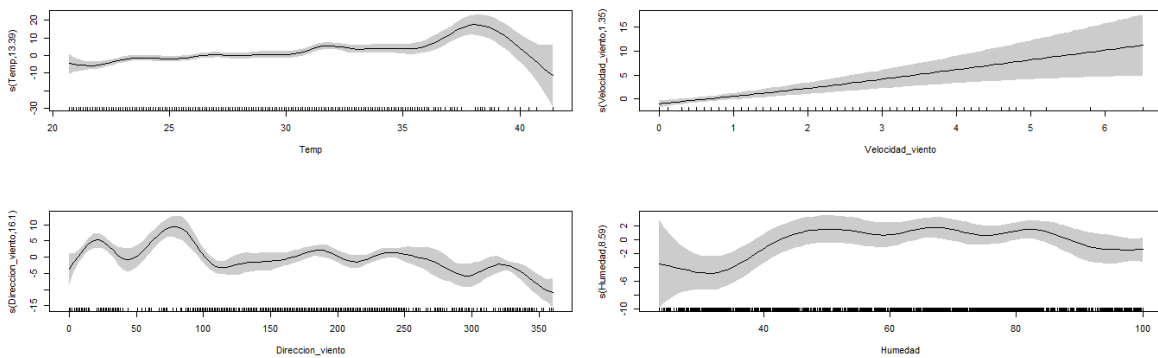 s(Temp,13.39)
20
10
0
-10
-30
20 25 30 35 40
Temp
s(Velocidad_viento,1.35)
15
10
5
0
0 1 2 3 4 5 6
Velocidad_viento
s(Direccion_viento,16.1)
10
5
0
-5
-15
0 50 100 150 200 250 300 350
Direccion_viento
s(Humedad,8.59)
2
-2
-6
-10
40 60 80 100
Humedad